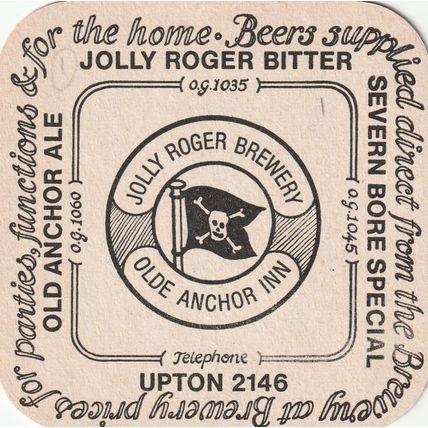 Beers supplied direct from the Brewery at Brewery prices for parties, functions & for the home.
JOLLY ROGER BITTER
o.g. 1035
SEVERN BORE SPECIAL
o.g. 1045
OLD ANCHOR ALE
o.g. 1060
JOLLY ROGER BREWERY
OLDE ANCHOR INN
Telephone
UPTON 2146